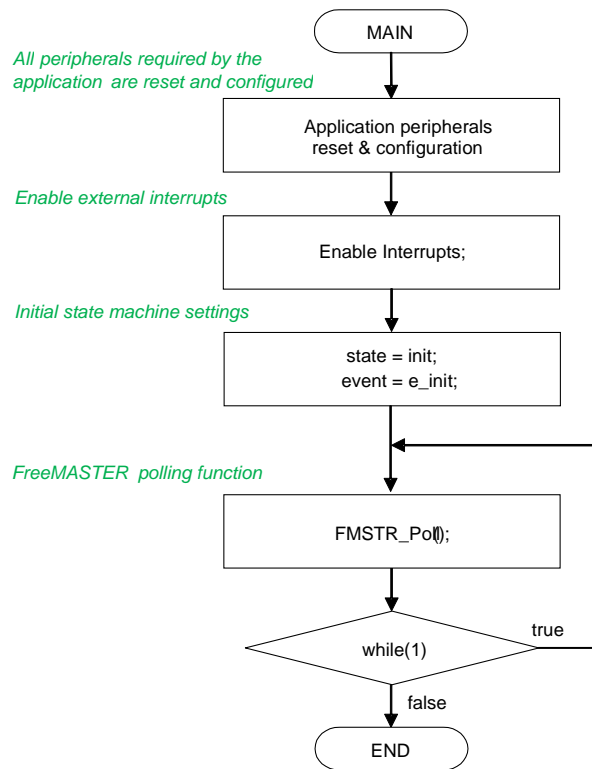 MAIN
All peripherals required by the
application are reset and configured
Application peripherals
reset & configuration
Enable external interrupts
Enable Interrupts;
Initial state machine settings
state = init;
event = e_init;
FreeMASTER polling function
FMSTR_Poll();
while(1)
true
false
END